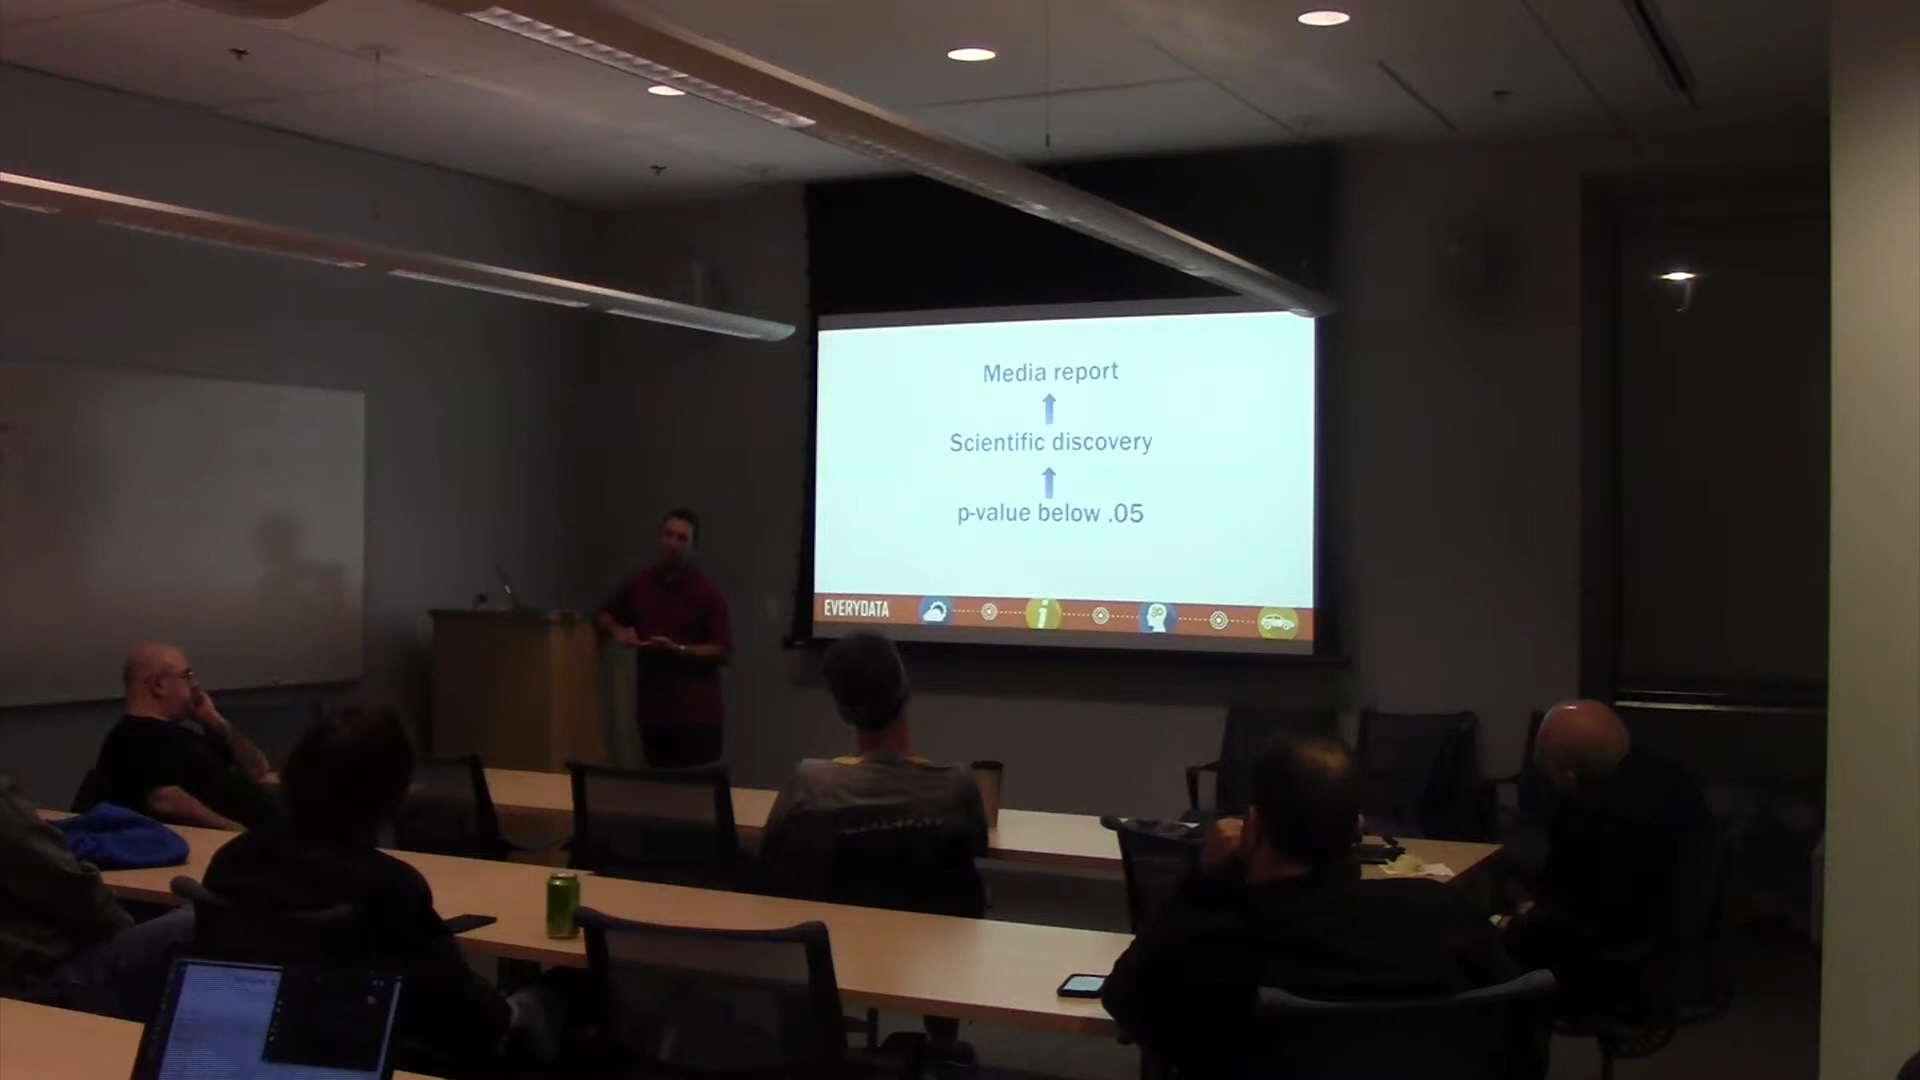 Media report
Scientific discovery
p-value below .05
EVERYDATA